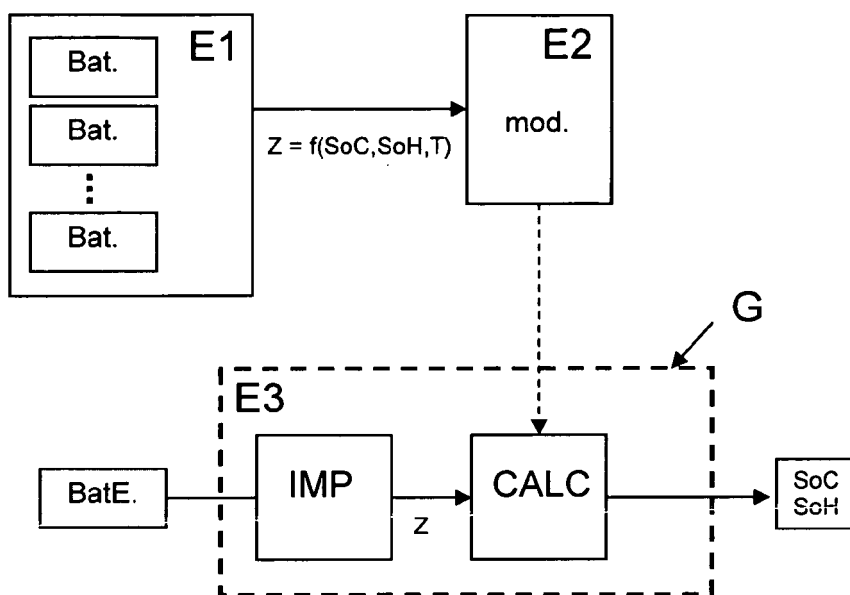 E1
Bat.
Bat.
Bat.
Z = f(SoC,SoH,T)
E2
mod.
G
E3
BatE.
IMP
Z
CALC
SoC
SoH